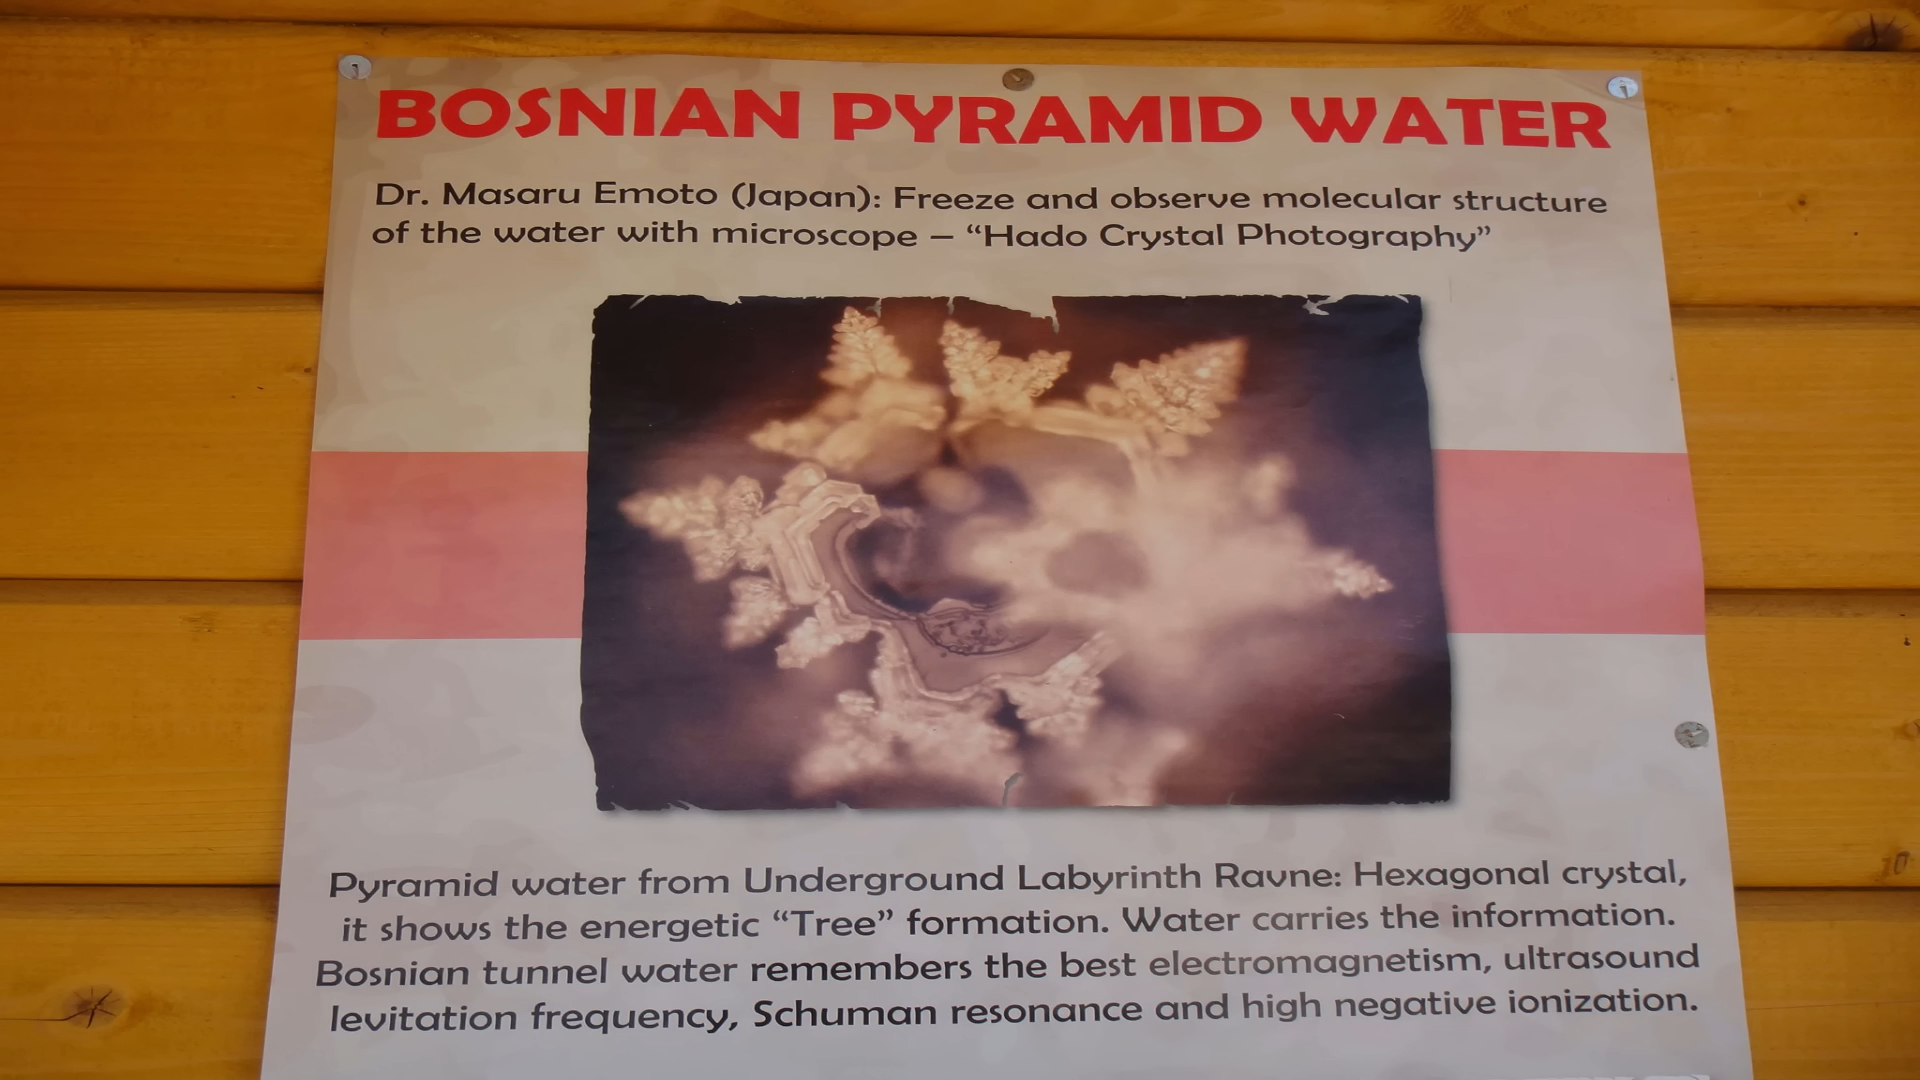 BOSNIAN PYRAMID WATER
Dr. Masaru Emoto (Japan): Freeze and observe molecular structure
of the water with microscope – “Hado Crystal Photography”
Pyramid water from Underground Labyrinth Ravne: Hexagonal crystal,
it shows the energetic “Tree” formation. Water carries the information.
Bosnian tunnel water remembers the best electromagnetism, ultrasound
levitation frequency, Schuman resonance and high negative ionization.